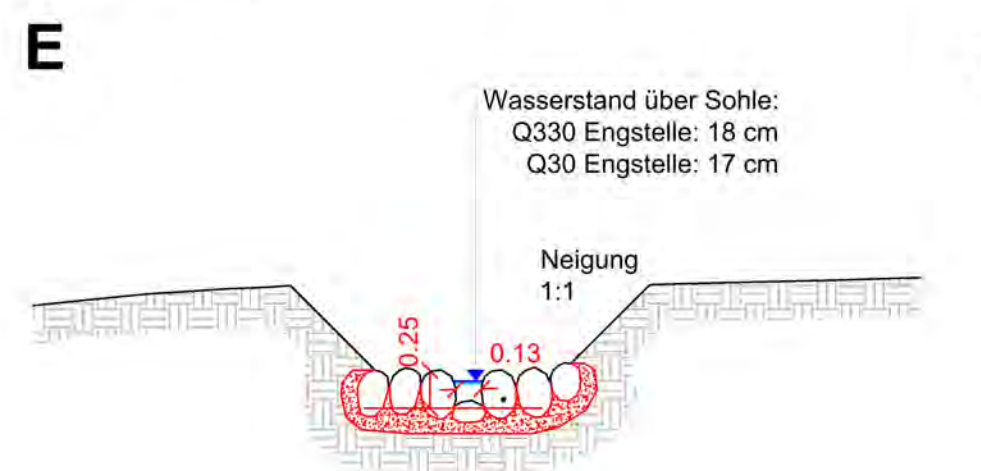 E
Wasserstand über Sohle:
Q330 Engstelle: 18 cm
Q30 Engstelle: 17 cm
Neigung
1:1
0.25
0.13